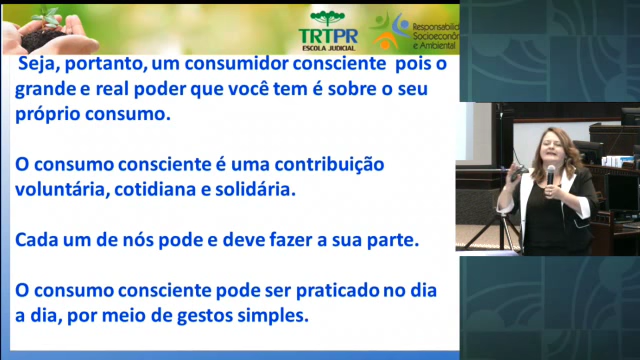 TRTPR
ESCOLA JUDICIAL
Responsabilid
Socioeconôm
e Ambiental
Seja, portanto, um consumidor consciente pois o
grande e real poder que você tem é sobre o seu
próprio consumo.
O consumo consciente é uma contribuição
voluntária, cotidiana e solidária.
Cada um de nós pode e deve fazer a sua parte.
O consumo consciente pode ser praticado no dia
a dia, por meio de gestos simples.